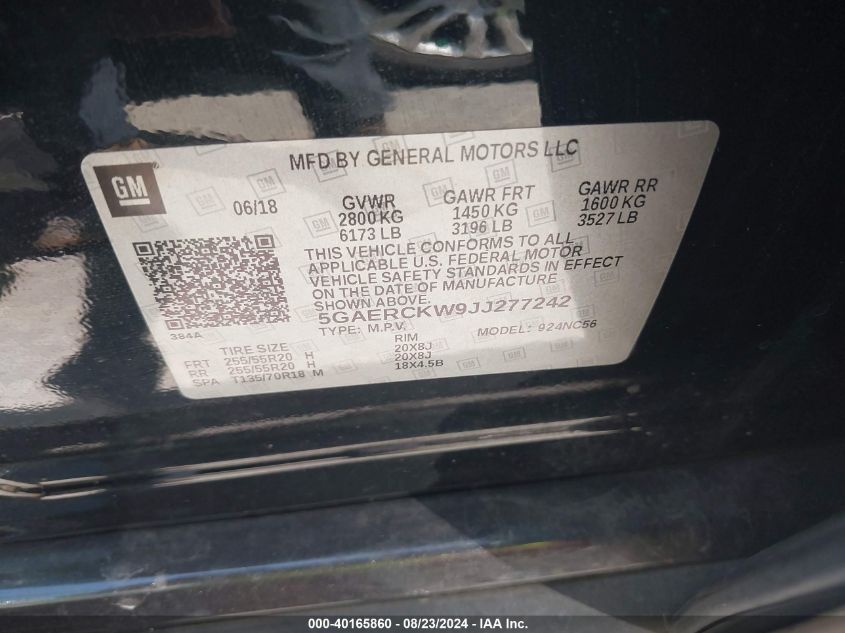 MFD BY GENERAL MOTORS LLC
GM
06/18 GVWR GAWR FRT GAWR RR
2800 KG 1450 KG 1600 KG
6173 LB 3196 LB 3527 LB
THIS VEHICLE CONFORMS TO ALL
APPLICABLE U.S. FEDERAL MOTOR
VEHICLE SAFETY STANDARDS IN EFFECT
ON THE DATE OF MANUFACTURE
SHOWN ABOVE.
384A
5GAERCKW9JJ277242
TYPE: M.P.V. MODEL: 924NC56
TIRE SIZE RIM
FRT 255/55R20 H 20X8J
RR 255/55R20 H 20X8J
SPA T135/70R18 M 18X4.5B
000-40165860 - 08/23/2024 - IAA Inc.